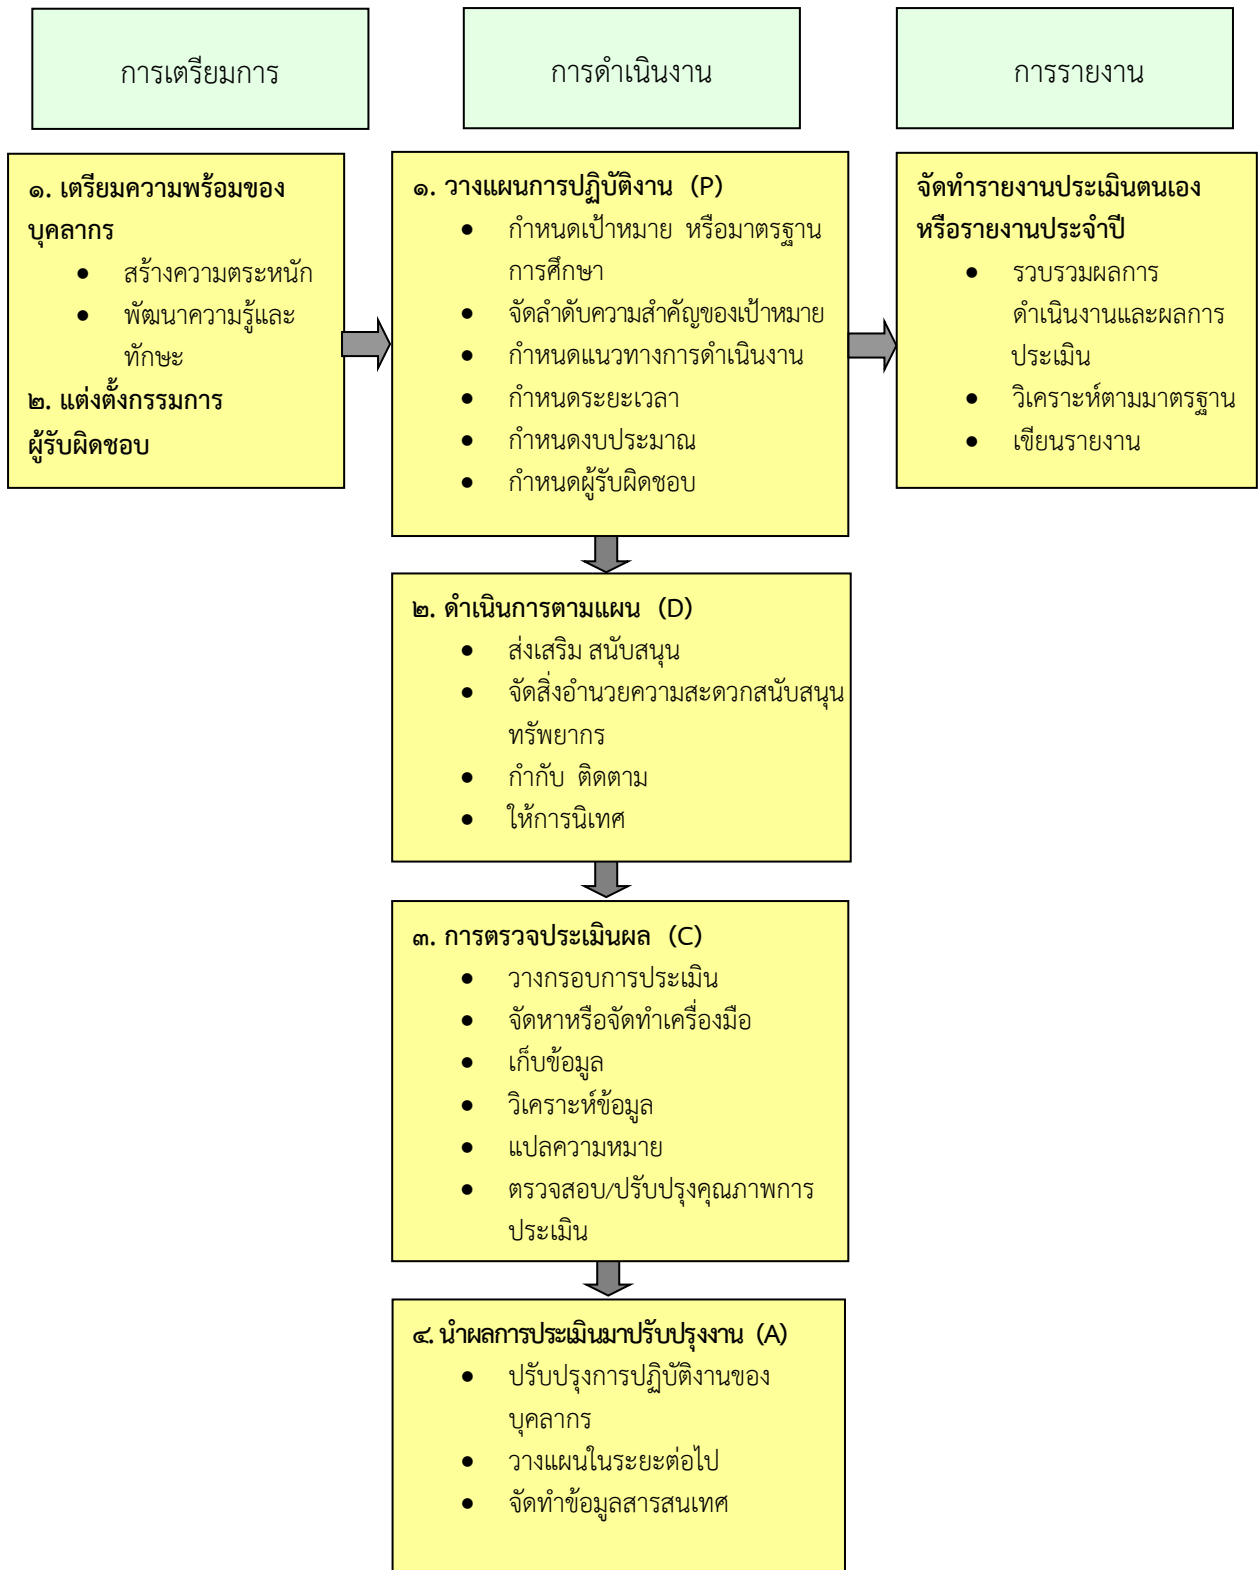 การเตรียมการ
การดำเนินงาน
การรายงาน
๑. เตรียมความพร้อมของ
บุคลากร
• สร้างความตระหนัก
• พัฒนาความรู้และ
ทักษะ
๒. แต่งตั้งกรรมการ
ผู้รับผิดชอบ
๑. วางแผนการปฏิบัติงาน (P)
• กำหนดเป้าหมาย หรือมาตรฐาน
การศึกษา
• จัดลำดับความสำคัญของเป้าหมาย
• กำหนดแนวทางการดำเนินงาน
• กำหนดระยะเวลา
• กำหนดงบประมาณ
• กำหนดผู้รับผิดชอบ
จัดทำรายงานประเมินตนเอง
หรือรายงานประจำปี
• รวบรวมผลการ
ดำเนินงานและผลการ
ประเมิน
• วิเคราะห์ตามมาตรฐาน
• เขียนรายงาน
๒. ดำเนินการตามแผน (D)
• ส่งเสริม สนับสนุน
• จัดสิ่งอำนวยความสะดวกสนับสนุน
ทรัพยากร
• กำกับ ติดตาม
• ให้การนิเทศ
๓. การตรวจประเมินผล (C)
• วางกรอบการประเมิน
• จัดหาหรือจัดทำเครื่องมือ
• เก็บข้อมูล
• วิเคราะห์ข้อมูล
• แปลความหมาย
• ตรวจสอบ/ปรับปรุงคุณภาพการ
ประเมิน
๔. นำผลการประเมินมาปรับปรุงงาน (A)
• ปรับปรุงการปฏิบัติงานของ
บุคลากร
• วางแผนในระยะต่อไป
• จัดทำข้อมูลสารสนเทศ